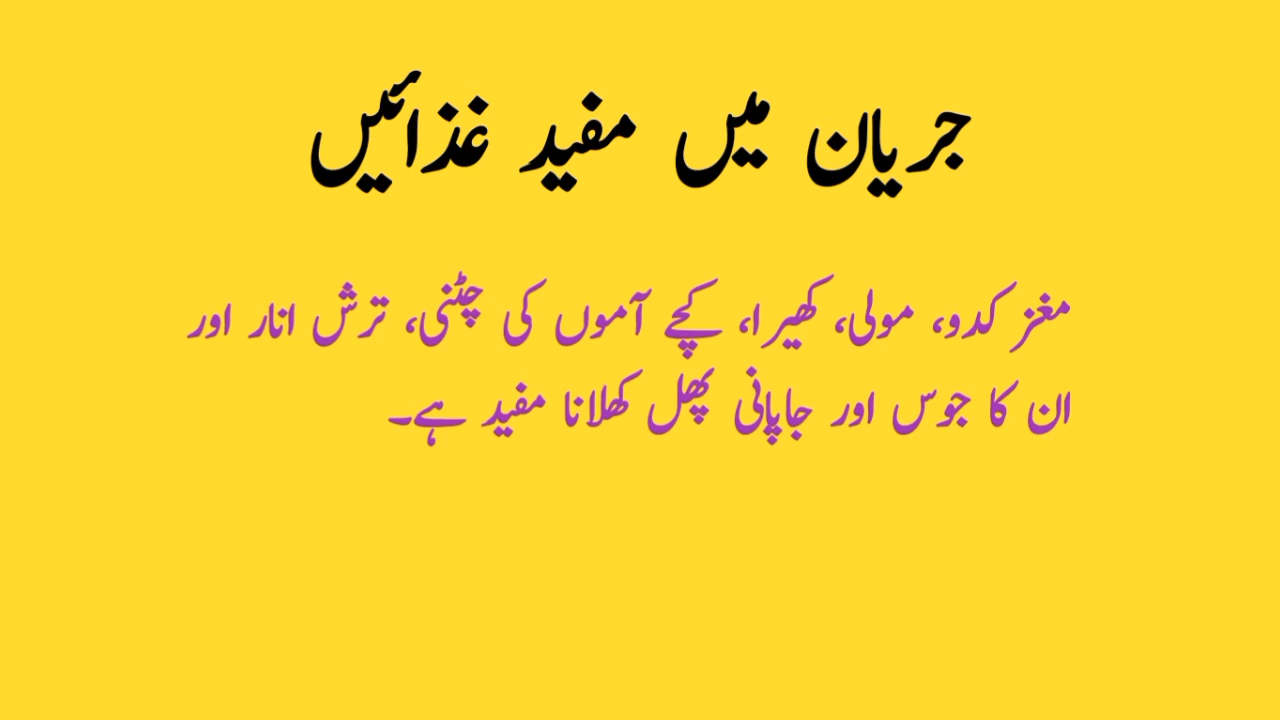 جریان میں مفید غذائیں
مغز کدو، مولی، کھیرا، کچے آموں کی چٹنی، ترش انار اور
ان کا جوس اور جاپانی پھل کھلانا مفید ہے۔